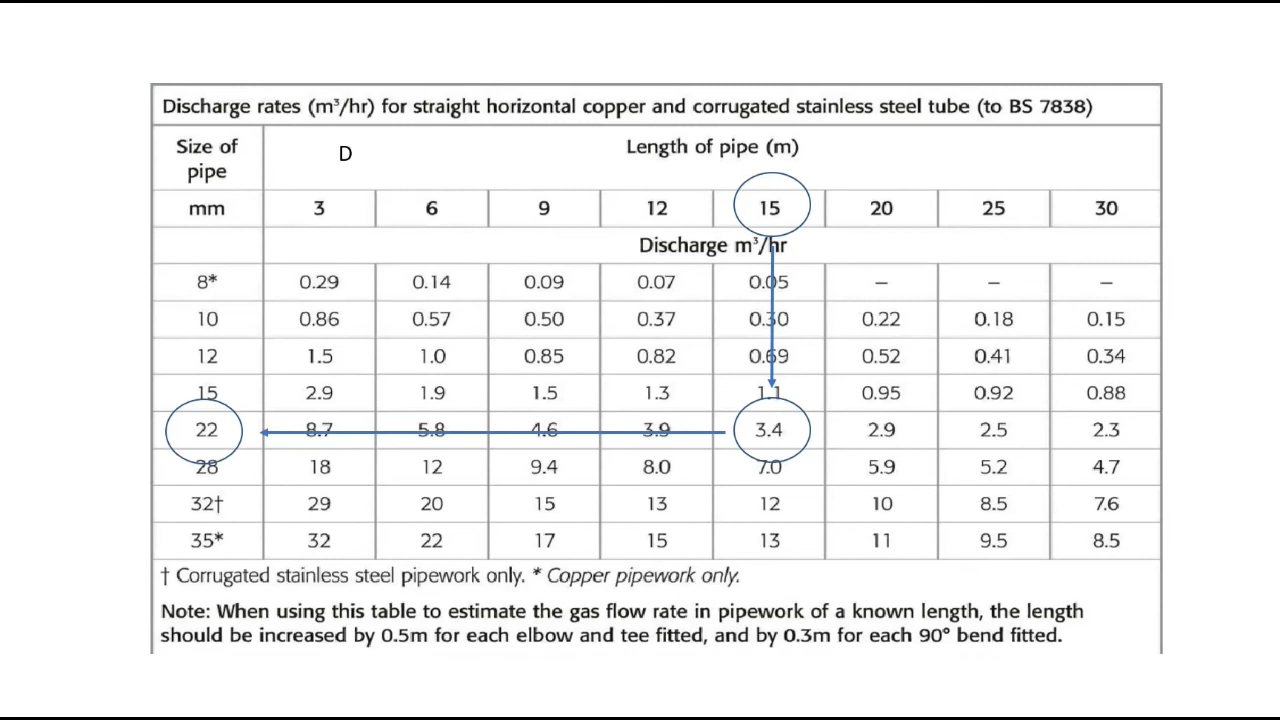 Discharge rates (m³/hr) for straight horizontal copper and corrugated stainless steel tube (to BS 7838)
Size of pipe D Length of pipe (m)
mm 3 6 9 12 15 20 25 30
Discharge m³/hr
8* 0.29 0.14 0.09 0.07 0.05 – – –
10 0.86 0.57 0.50 0.37 0.30 0.22 0.18 0.15
12 1.5 1.0 0.85 0.82 0.69 0.52 0.41 0.34
15 2.9 1.9 1.5 1.3 1.1 0.95 0.92 0.88
22 8.7 5.8 4.6 3.9 3.4 2.9 2.5 2.3
28 18 12 9.4 8.0 7.0 5.9 5.2 4.7
32† 29 20 15 13 12 10 8.5 7.6
35* 32 22 17 15 13 11 9.5 8.5
† Corrugated stainless steel pipework only. * Copper pipework only.
Note: When using this table to estimate the gas flow rate in pipework of a known length, the length
should be increased by 0.5m for each elbow and tee fitted, and by 0.3m for each 90° bend fitted.